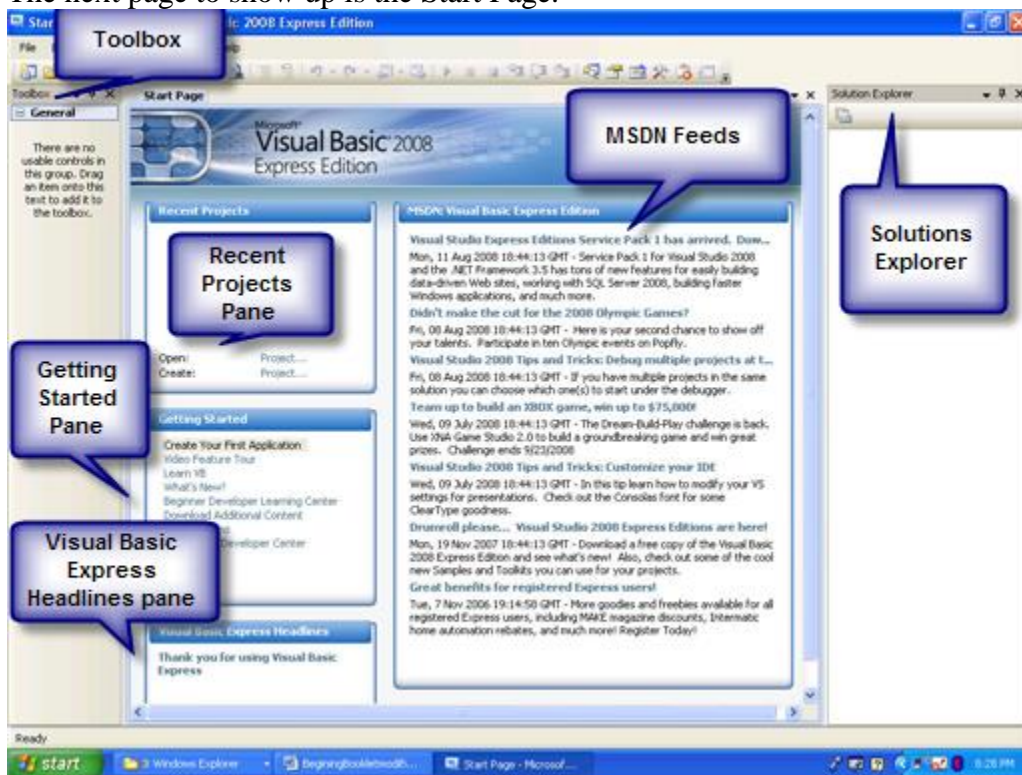 The next page to show up is the Start Page.
Star
2008 Express Edition
Toolbox
File
Toolbox
Start Page
Solution Explorer
General
There are no
usable controls in
this group. Drag
an item onto this
text to add it to
the toolbox.
Microsoft
Visual Basic 2008
Express Edition
MSDN Feeds
Solutions
Explorer
Recent Projects
Recent
Projects
Pane
Open: Project...
Create: Project...
Getting
Started
Pane
Getting Started
Create Your First Application
Video Feature Tour
Learn VB
What's New?
Beginner Developer Learning Center
Download Additional Content
Developer Center
Visual Basic
Express
Headlines pane
Visual Basic Express Headlines
Thank you for using Visual Basic
Express
MSDN: Visual Basic Express Edition
Visual Studio Express Editions Service Pack 1 has arrived. Dow...
Mon, 11 Aug 2008 18:44:13 GMT - Service Pack 1 for Visual Studio 2008
and the .NET Framework 3.5 has tons of new features for easily building
data-driven Web sites, working with SQL Server 2008, building faster
Windows applications, and much more.
Didn't make the cut for the 2008 Olympic Games?
Fri, 08 Aug 2008 18:44:13 GMT - Here is your second chance to show off
your talents. Participate in ten Olympic events on Popfly.
Visual Studio 2008 Tips and Tricks: Debug multiple projects at t...
Fri, 08 Aug 2008 18:44:13 GMT - If you have multiple projects in the same
solution you can choose which one(s) to start under the debugger.
Team up to build an XBOX game, win up to $75,000!
Wed, 09 July 2008 18:44:13 GMT - The Dream-Build-Play challenge is back.
Use XNA Game Studio 2.0 to build a groundbreaking game and win great
prizes. Challenge ends 9/23/2008
Visual Studio 2008 Tips and Tricks: Customize your IDE
Wed, 09 July 2008 18:44:13 GMT - In this tip learn how to modify your VS
settings for presentations. Check out the Consolas font for some
ClearType goodness.
Drumroll please... Visual Studio 2008 Express Editions are here!
Mon, 19 Nov 2007 18:44:13 GMT - Download a free copy of the Visual Basic
2008 Express Edition and see what's new! Also, check out some of the cool
new Samples and Toolkits you can use for your projects.
Great benefits for registered Express users!
Tue, 7 Nov 2006 19:14:58 GMT - More goodies and freebies available for all
registered Express users, including MAKE magazine discounts, Intermatic
home automation rebates, and much more! Register Today!
Ready
start
3 Windows Explorer
Start Page - Microsof...
8:28 PM